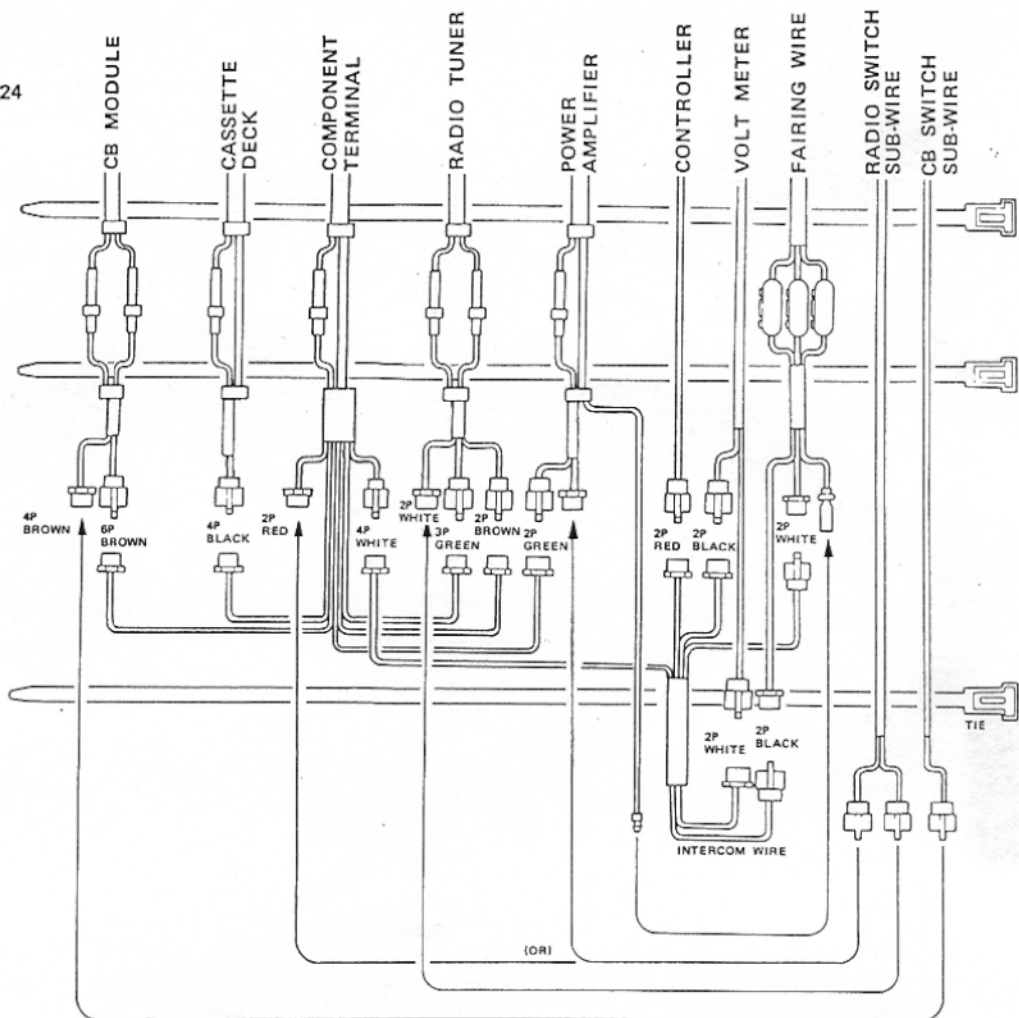 24
CB MODULE
CASSETTE
DECK
COMPONENT
TERMINAL
RADIO TUNER
POWER
AMPLIFIER
CONTROLLER
VOLT METER
FAIRING WIRE
RADIO SWITCH
SUB-WIRE
CB SWITCH
SUB-WIRE
4P
BROWN
6P
BROWN
4P
BLACK
2P
RED
4P
WHITE
2P
WHITE
3P
GREEN
2P
BROWN
2P
GREEN
2P
RED
2P
BLACK
2P
WHITE
TIE
2P
WHITE
2P
BLACK
INTERCOM WIRE
(OR)